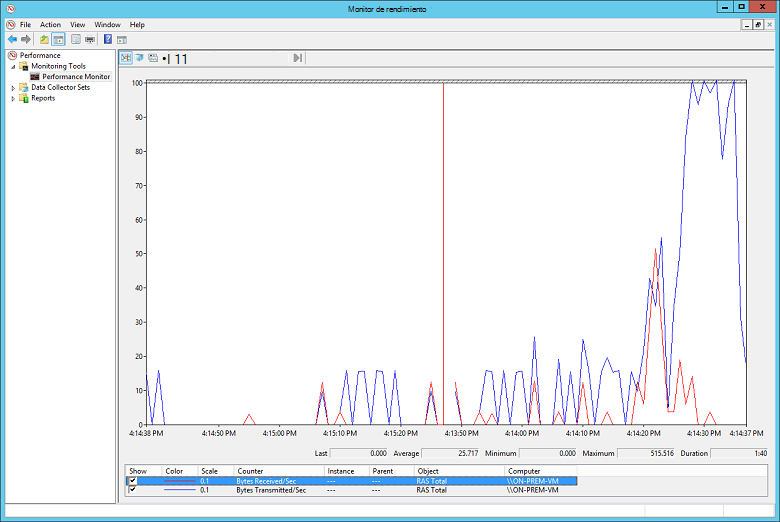 Monitor de rendimiento
File Action View Window Help
Performance
Monitoring Tools
Performance Monitor
Data Collector Sets
Reports
100
90
80
70
60
50
40
30
20
10
0
4:14:38 PM 4:14:50 PM 4:15:00 PM 4:15:10 PM 4:15:20 PM 4:13:50 PM 4:14:00 PM 4:14:10 PM 4:14:20 PM 4:14:30 PM 4:14:37 PM
Last 0.000 Average 25.717 Minimum 0.000 Maximum 515.516 Duration 1:40
Show Color Scale Counter Instance Parent Object Computer
0.1 Bytes Received/Sec --- --- RAS Total \\ON-PREM-VM
0.1 Bytes Transmitted/Sec --- --- RAS Total \\ON-PREM-VM